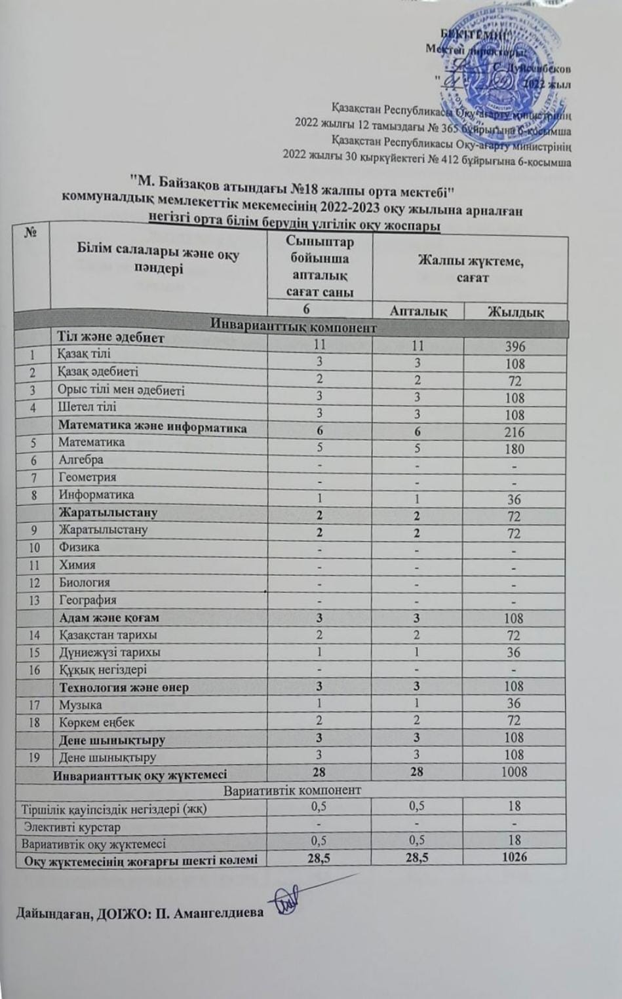 БЕКІТЕМІН"
Мектеп директоры:
С. Дуйсенбеков
" 01 " 09 2022 жыл
Қазақстан Республикасы Оқу-ағарту министрінің
2022 жылғы 12 тамыздағы № 365 бұйрығына 6-қосымша
Қазақстан Республикасы Оқу-ағарту министрінің
2022 жылғы 30 қыркүйектегі № 412 бұйрығына 6-қосымша
"М. Байзақов атындағы №18 жалпы орта мектебі"
коммуналдық мемлекеттік мекемесінің 2022-2023 оқу жылына арналған
негізгі орта білім берудің үлгілік оқу жоспары
№
Білім салалары және оқу
пәндері
Сыныптар
бойынша
апталық
сағат саны
Жалпы жүктеме,
сағат
6 Апталық Жылдық
Инварианттық компонент
Тіл және әдебиет 11 11 396
1 Қазақ тілі 3 3 108
2 Қазақ әдебиеті 2 2 72
3 Орыс тілі мен әдебиеті 3 3 108
4 Шетел тілі 3 3 108
Математика және информатика 6 6 216
5 Математика 5 5 180
6 Алгебра - - -
7 Геометрия - - -
8 Информатика 1 1 36
Жаратылыстану 2 2 72
9 Жаратылыстану 2 2 72
10 Физика - - -
11 Химия - - -
12 Биология - - -
13 География - - -
Адам және қоғам 3 3 108
14 Қазақстан тарихы 2 2 72
15 Дүниежүзі тарихы 1 1 36
16 Құқық негіздері - - -
Технология және өнер 3 3 108
17 Музыка 1 1 36
18 Көркем еңбек 2 2 72
Дене шынықтыру 3 3 108
19 Дене шынықтыру 3 3 108
Инварианттық оқу жүктемесі 28 28 1008
Вариативтік компонент
Тіршілік қауіпсіздік негіздері (жк) 0,5 0,5 18
Элективті курстар - - -
Вариативтік оқу жүктемесі 0,5 0,5 18
Оқу жүктемесінің жоғарғы шекті көлемі 28,5 28,5 1026
Дайындаған, ДОІЖО: П. Амангелдиева